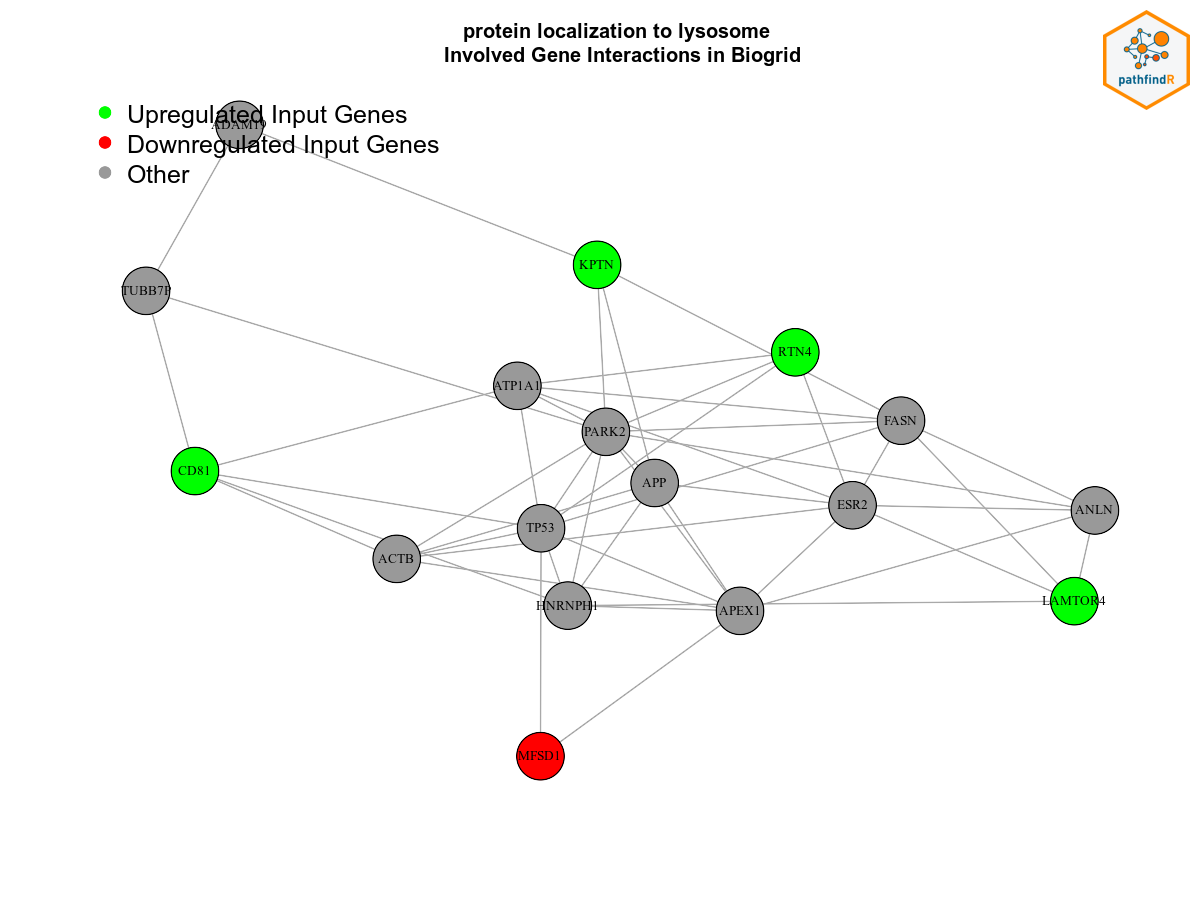 protein localization to lysosome
Involved Gene Interactions in Biogrid
pathfindR
Upregulated Input Genes
ADAM19
Downregulated Input Genes
Other
KPTN
TUBB7P
RTN4
ATP1A1
FASN
PARK2
CD81
APP
ESR2
ANLN
TP53
ACTB
LAMTOR4
HNRNPH1
APEX1
MFSD1